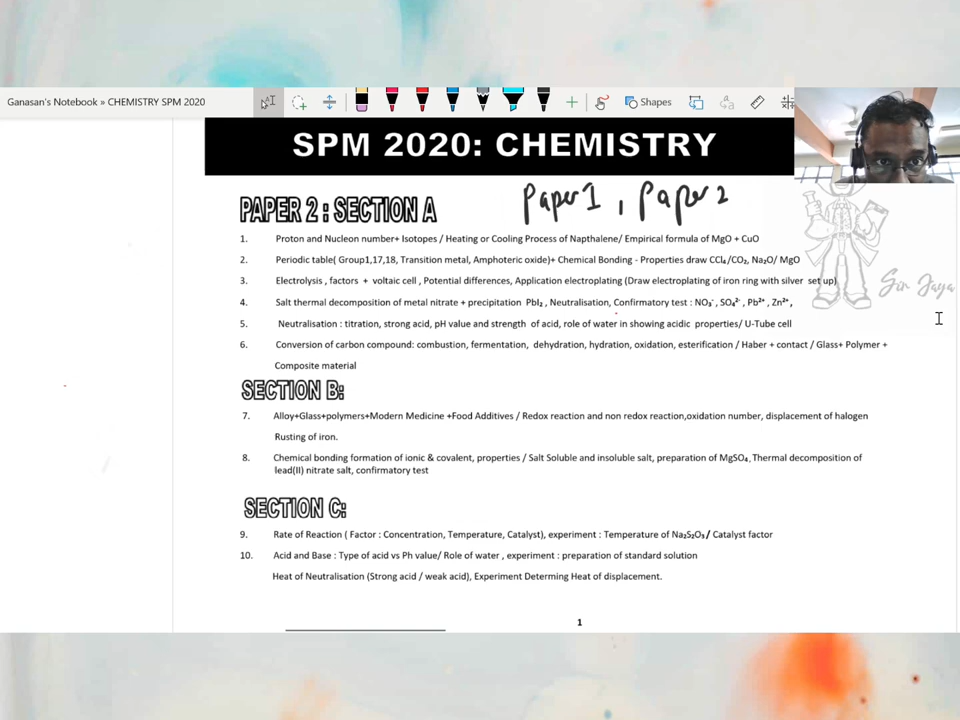 Ganasan's Notebook » CHEMISTRY SPM 2020
Shapes
SPM 2020: CHEMISTRY
PAPER 2 : SECTION A
Paper 1, Paper 2
1. Proton and Nucleon number+ Isotopes / Heating or Cooling Process of Napthalene/ Empirical formula of MgO + CuO
2. Periodic table( Group1,17,18, Transition metal, Amphoteric oxide)+ Chemical Bonding - Properties draw CCl₄/CO₂, Na₂O/ MgO
3. Electrolysis , factors + voltaic cell , Potential differences, Application electroplating (Draw electroplating of iron ring with silver set up)
4. Salt thermal decomposition of metal nitrate + precipitation PbI₂ , Neutralisation, Confirmatory test : NO₃⁻, SO₄²⁻, Pb²⁺, Zn²⁺,
Sir Jaya
5. Neutralisation : titration, strong acid, pH value and strength of acid, role of water in showing acidic properties/ U-Tube cell
6. Conversion of carbon compound: combustion, fermentation, dehydration, hydration, oxidation, esterification / Haber + contact / Glass+ Polymer +
Composite material
SECTION B:
7. Alloy+Glass+polymers+Modern Medicine +Food Additives / Redox reaction and non redox reaction,oxidation number, displacement of halogen
Rusting of iron.
8. Chemical bonding formation of ionic & covalent, properties / Salt Soluble and insoluble salt, preparation of MgSO₄, Thermal decomposition of
lead(II) nitrate salt, confirmatory test
SECTION C:
9. Rate of Reaction ( Factor : Concentration, Temperature, Catalyst), experiment : Temperature of Na₂S₂O₃/ Catalyst factor
10. Acid and Base : Type of acid vs Ph value/ Role of water , experiment : preparation of standard solution
Heat of Neutralisation (Strong acid / weak acid), Experiment Determing Heat of displacement.
1